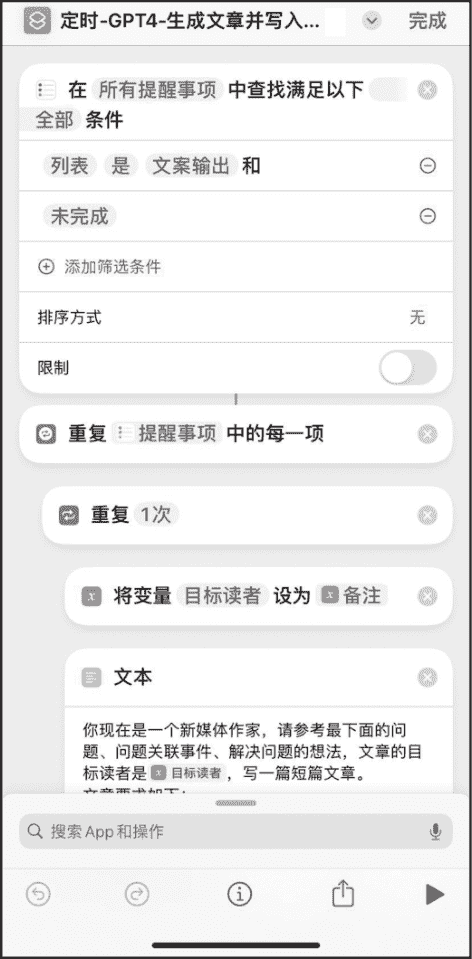 定时-GPT4-生成文章并写入... 完成
在 所有提醒事项 中查找满足以下
全部 条件
列表 是 文案输出 和
未完成
添加筛选条件
排序方式 无
限制
重复 提醒事项 中的每一项
重复 1次
将变量 目标读者 设为 x 备注
文本
你现在是一个新媒体作家，请参考最下面的问
题、问题关联事件、解决问题的想法，文章的目
标读者是 x 目标读者 ，写一篇短篇文章。
文章要求如下：
搜索 App 和操作